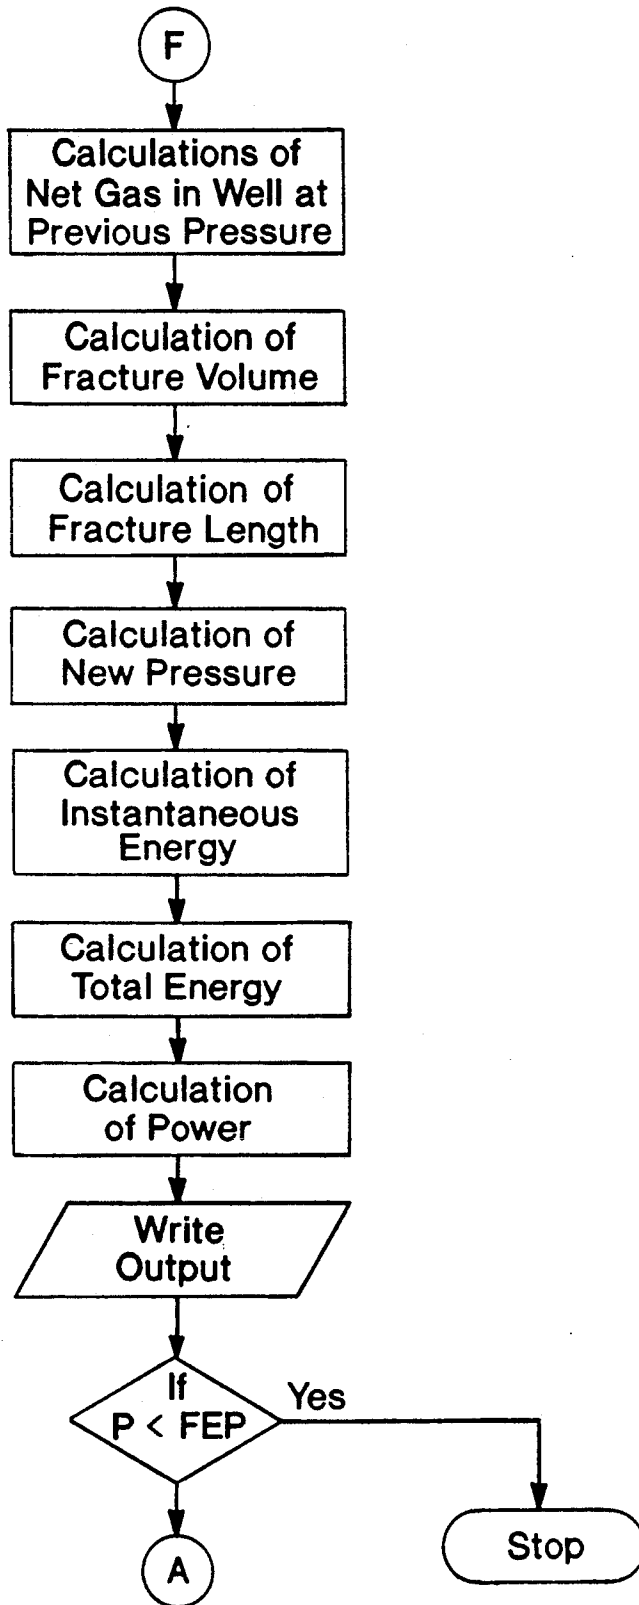 F
Calculations of
Net Gas in Well at
Previous Pressure
Calculation of
Fracture Volume
Calculation of
Fracture Length
Calculation of
New Pressure
Calculation of
Instantaneous
Energy
Calculation of
Total Energy
Calculation
of Power
Write
Output
If
P < FEP
Yes
Stop
A